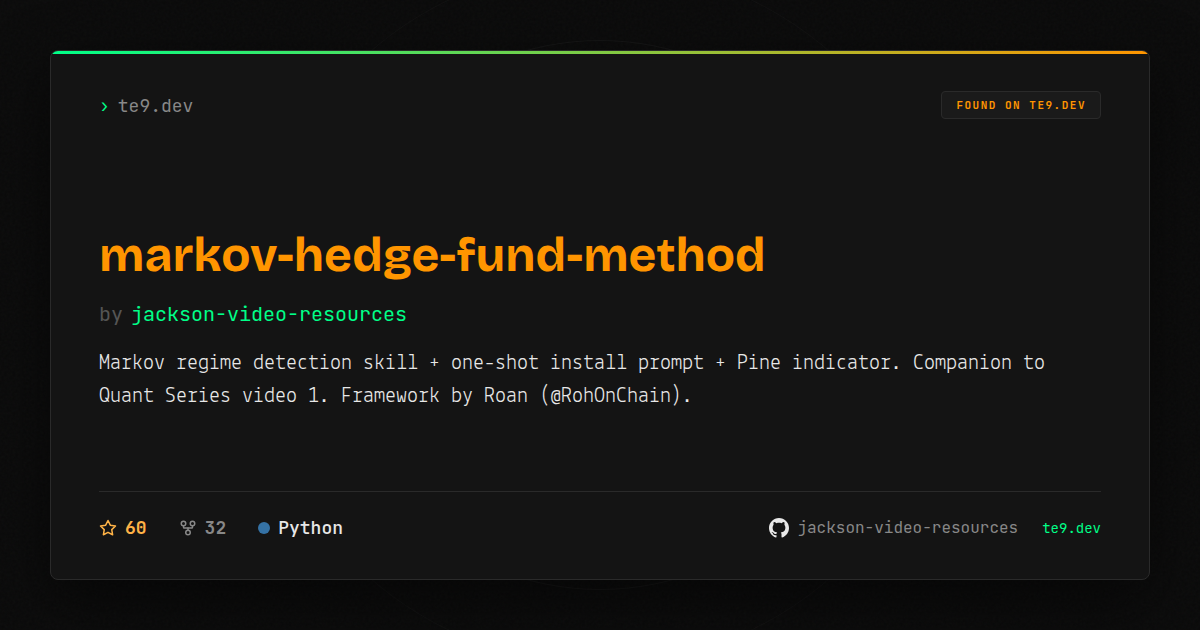 › te9.dev
FOUND ON TE9.DEV
markov-hedge-fund-method
by jackson-video-resources
Markov regime detection skill + one-shot install prompt + Pine indicator. Companion to
Quant Series video 1. Framework by Roan (@RohOnChain).
60 32 Python
jackson-video-resources te9.dev